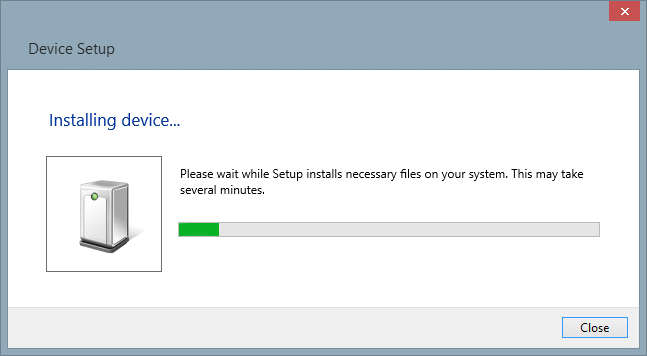 Device Setup
Installing device...
Please wait while Setup installs necessary files on your system. This may take
several minutes.
Close